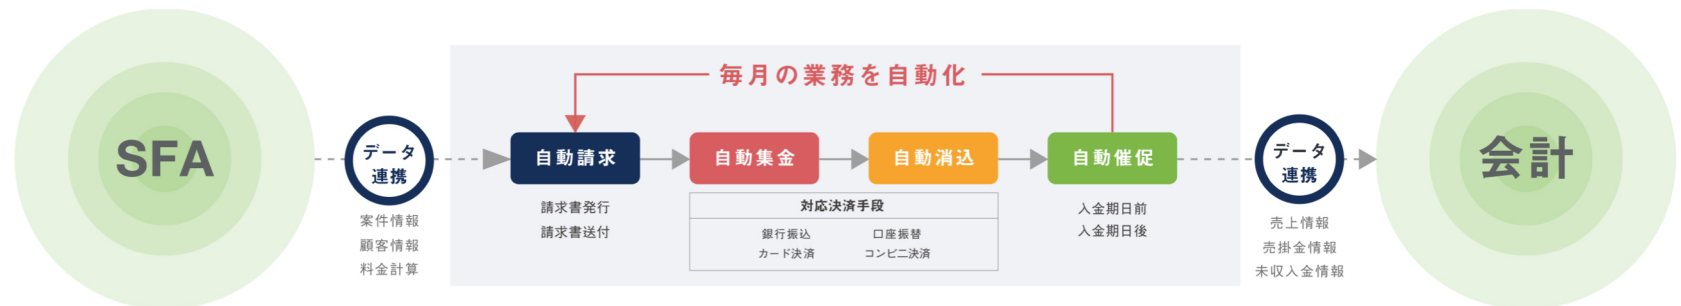 SFA
データ
連携
案件情報
顧客情報
料金計算
毎月の業務を自動化
自動請求
請求書発行
請求書送付
自動集金
自動消込
対応決済手段
銀行振込
口座振替
カード決済
コンビニ決済
自動催促
入金期日前
入金期日後
データ
連携
売上情報
売掛金情報
未収入金情報
会計